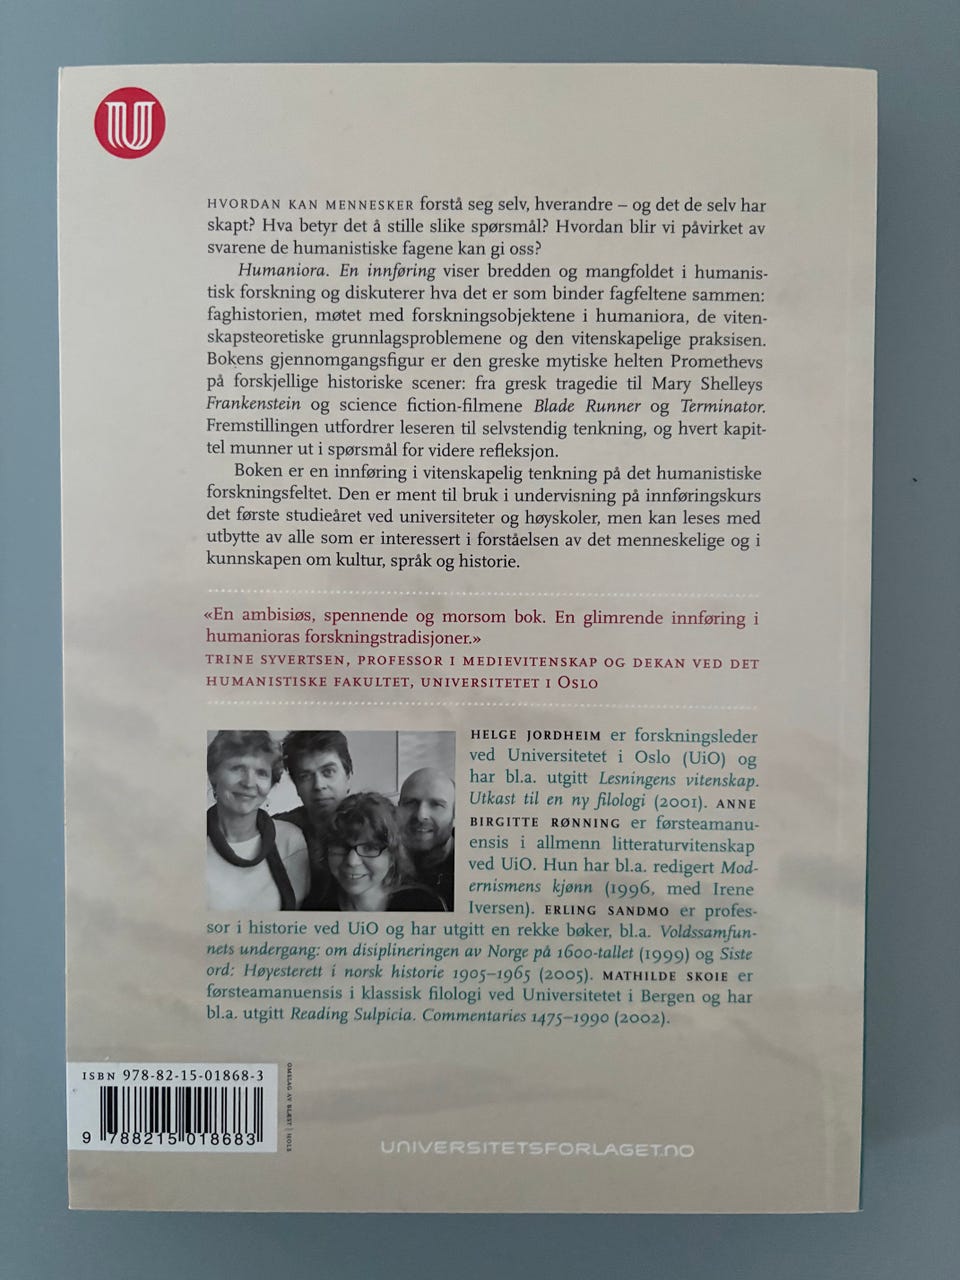 HVORDAN KAN MENNESKER forstå seg selv, hverandre – og det de selv har
skapt? Hva betyr det å stille slike spørsmål? Hvordan blir vi påvirket av
svarene de humanistiske fagene kan gi oss?
Humaniora. En innføring viser bredden og mangfoldet i humanis-
tisk forskning og diskuterer hva det er som binder fagfeltene sammen:
faghistorien, møtet med forskningsobjektene i humaniora, de viten-
skapsteoretiske grunnlagsproblemene og den vitenskapelige praksisen.
Bokens gjennomgangsfigur er den greske mytiske helten Promethevs
på forskjellige historiske scener: fra gresk tragedie til Mary Shelleys
Frankenstein og science fiction-filmene Blade Runner og Terminator.
Fremstillingen utfordrer leseren til selvstendig tenkning, og hvert kapit-
tel munner ut i spørsmål for videre refleksjon.
Boken er en innføring i vitenskapelig tenkning på det humanistiske
forskningsfeltet. Den er ment til bruk i undervisning på innføringskurs
det første studieåret ved universiteter og høyskoler, men kan leses med
utbytte av alle som er interessert i forståelsen av det menneskelige og i
kunnskapen om kultur, språk og historie.
«En ambisiøs, spennende og morsom bok. En glimrende innføring i
humanioras forskningstradisjoner.»
TRINE SYVERTSEN, PROFESSOR I MEDIEVITENSKAP OG DEKAN VED DET
HUMANISTISKE FAKULTET, UNIVERSITETET I OSLO
HELGE JORDHEIM er forskningsleder
ved Universitetet i Oslo (UiO) og
har bl.a. utgitt Lesningens vitenskap.
Utkast til en ny filologi (2001). ANNE
BIRGITTE RØNNING er førsteamanu-
ensis i allmenn litteraturvitenskap
ved UiO. Hun har bl.a. redigert Mod-
ernismens kjønn (1996, med Irene
Iversen). ERLING SANDMO er profes-
sor i historie ved UiO og har utgitt en rekke bøker, bl.a. Voldssamfun-
nets undergang: om disiplineringen av Norge på 1600-tallet (1999) og Siste
ord: Høyesterett i norsk historie 1905–1965 (2005). MATHILDE SKOIE er
førsteamanuensis i klassisk filologi ved Universitetet i Bergen og har
bl.a. utgitt Reading Sulpicia. Commentaries 1475–1990 (2002).
ISBN 978-82-15-01868-3
9 788215 018683
OMSLAG AV BLÆST | NO13
UNIVERSITETSFORLAGET.NO